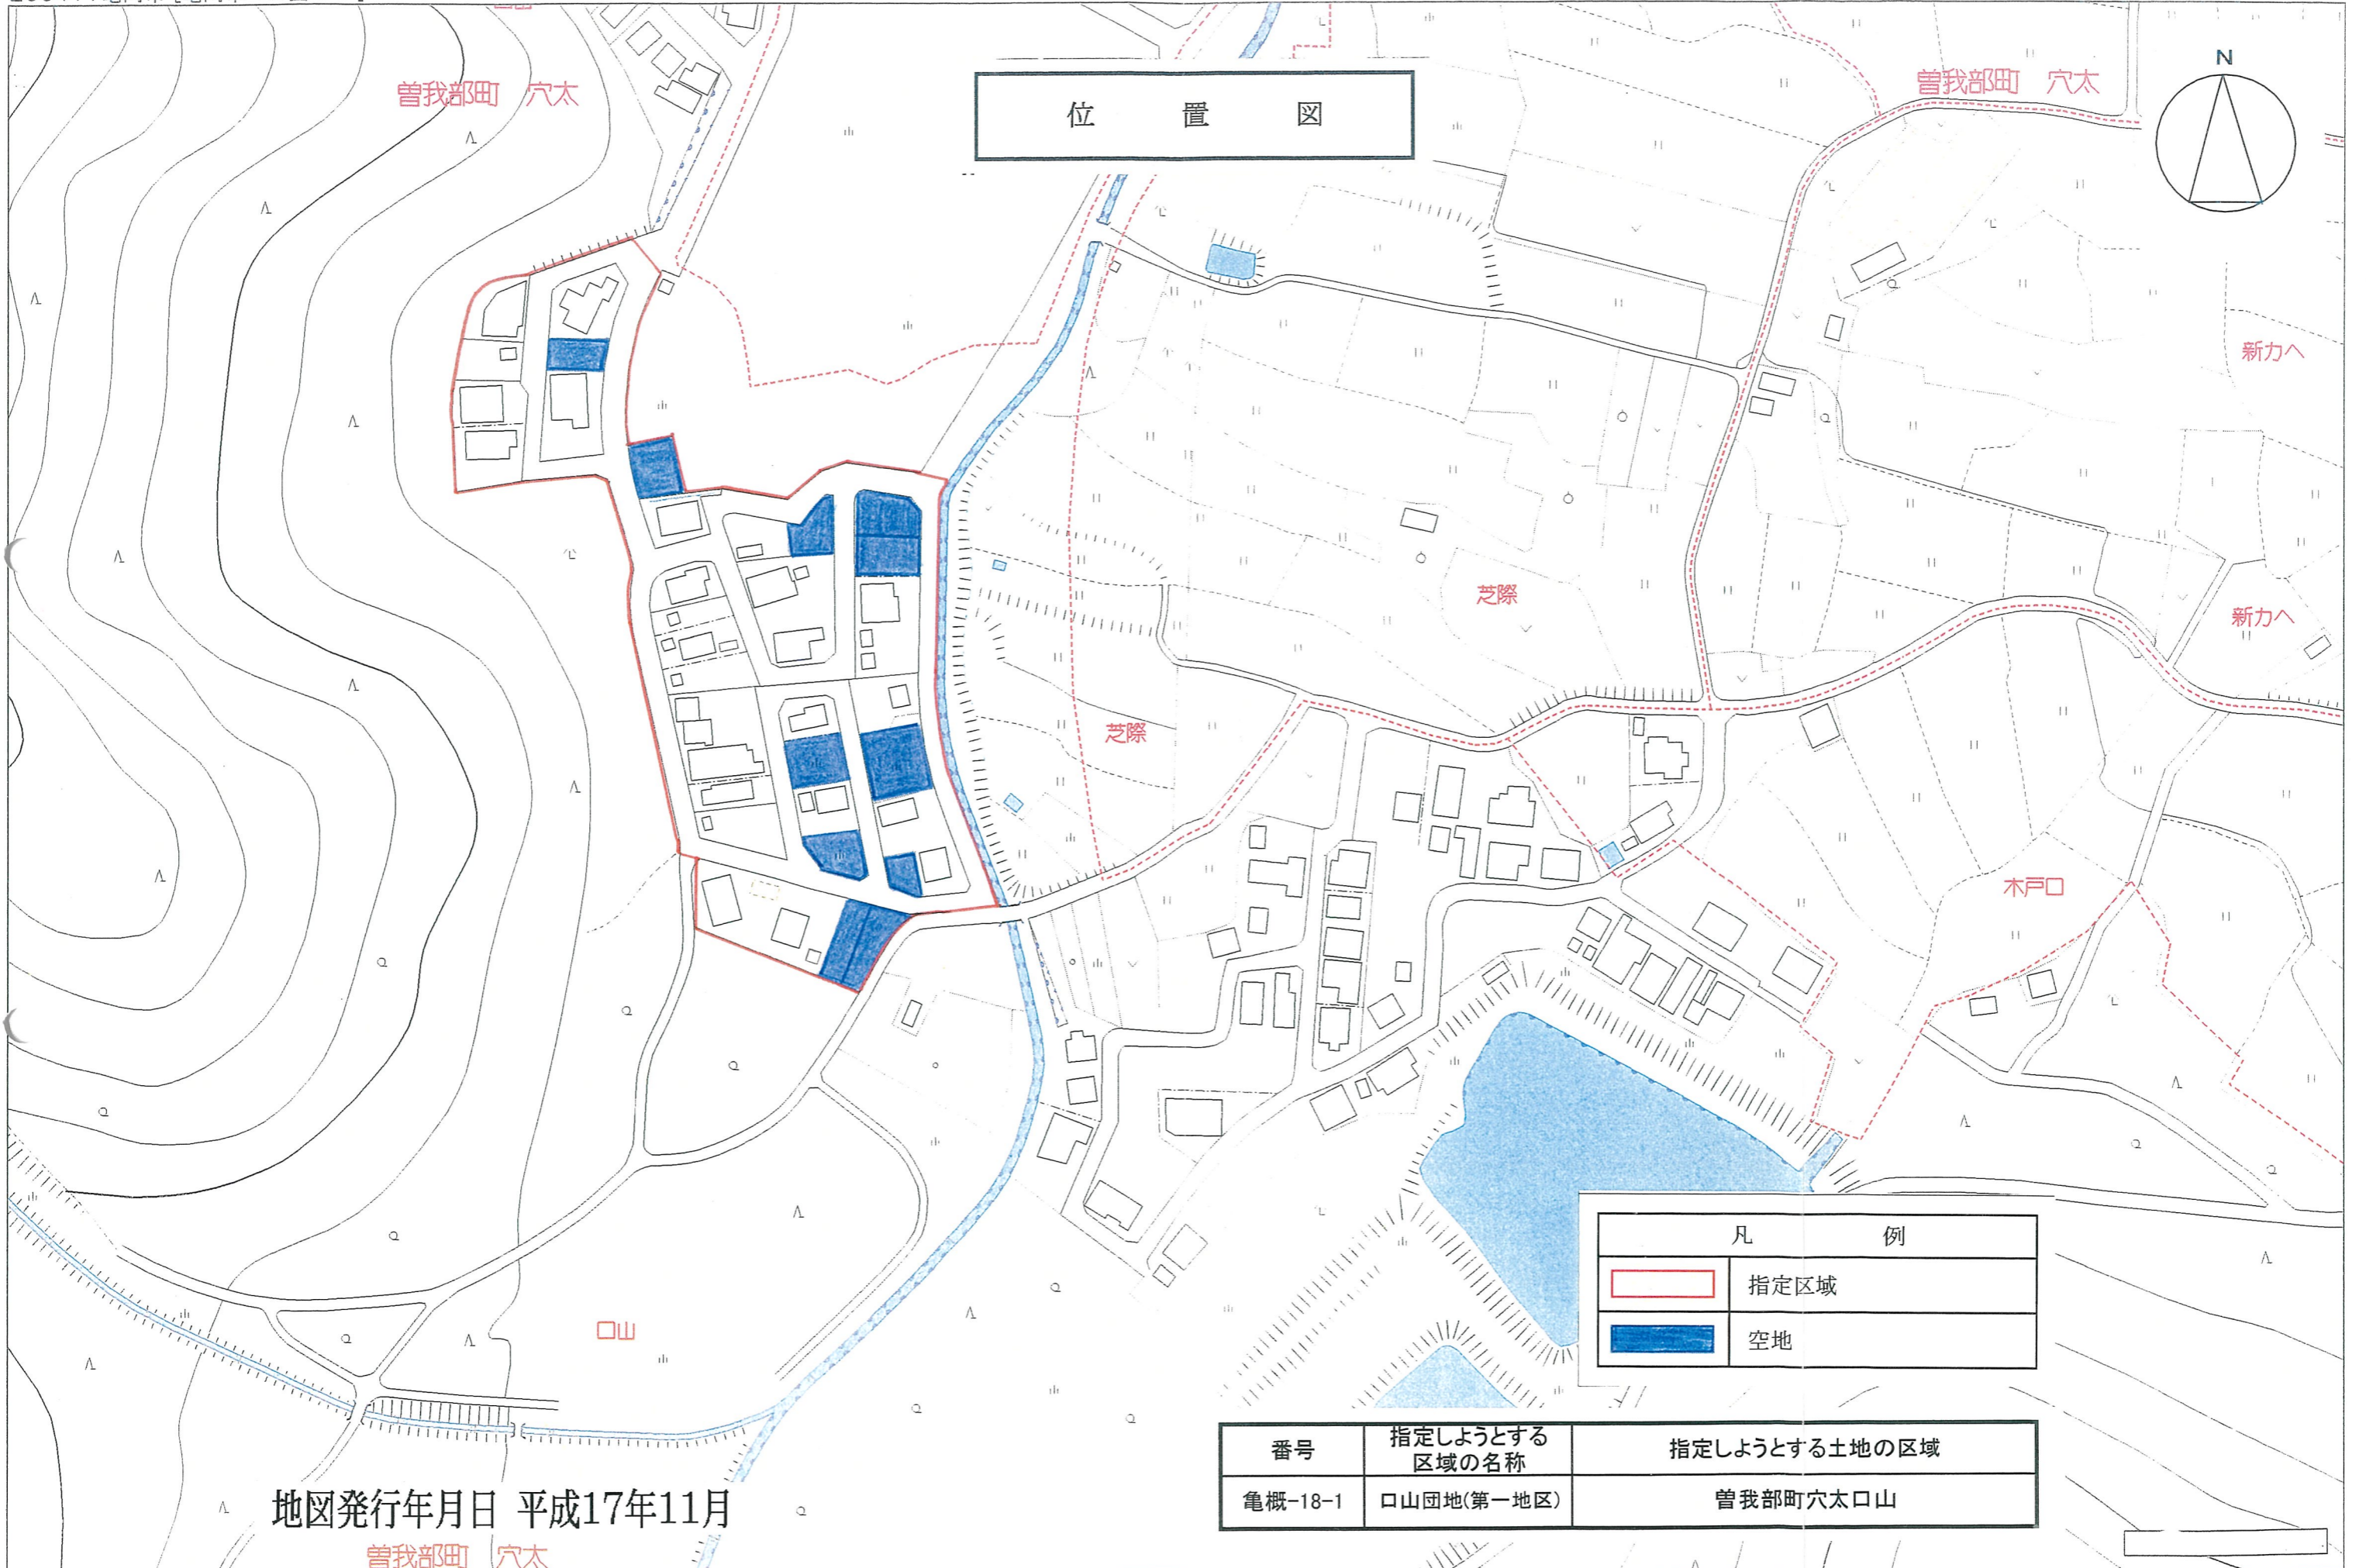 曽我部町 穴太
位 置 図
曽我部町 穴太
N
新カヘ
芝際
新カヘ
芝際
木戸口
口山
凡 例
指定区域
空地
番号 指定しようとする区域の名称 指定しようとする土地の区域
亀概-18-1 口山団地(第一地区) 曽我部町穴太口山
地図発行年月日 平成17年11月
曽我部町 穴太